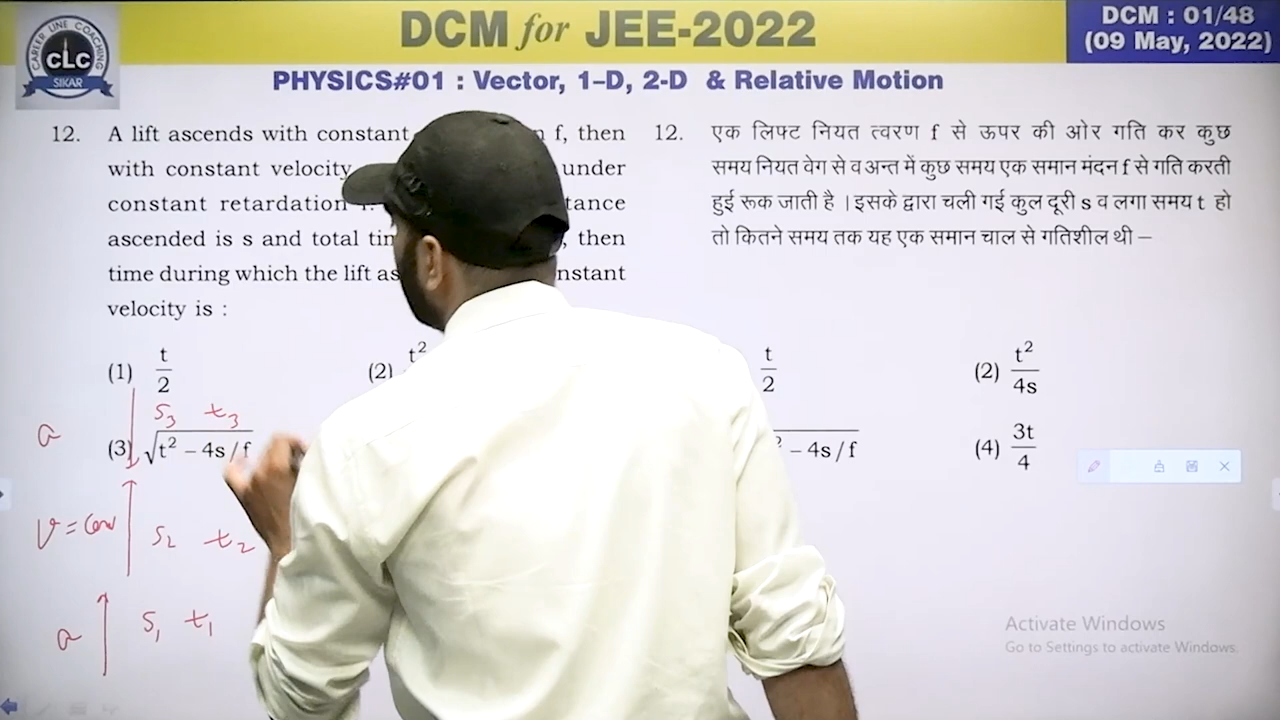 CAREER LINE COACHING
CLC
SIKAR
DCM for JEE-2022
DCM : 01/48
(09 May, 2022)
PHYSICS#01 : Vector, 1-D, 2-D & Relative Motion
12. A lift ascends with constant n f, then
with constant velocity under
constant retardation tance
ascended is s and total then
time during which the lift nstant
velocity is :
(1) t/2
(2) t²
(3) √t² – 4s/f
12. एक लिफ्ट नियत त्वरण f से ऊपर की ओर गति कर कुछ
समय नियत वेग से व अन्त में कुछ समय एक समान मंदन f से गति करती
हुई रूक जाती है । इसके द्वारा चली गई कुल दूरी s व लगा समय t हो
तो कितने समय तक यह एक समान चाल से गतिशील थी –
t/2
(2) t²/4s
– 4s/f
(4) 3t/4
s₃ t₃
a
v = con s₂ t₂
a s₁ t₁
Activate Windows
Go to Settings to activate Windows.